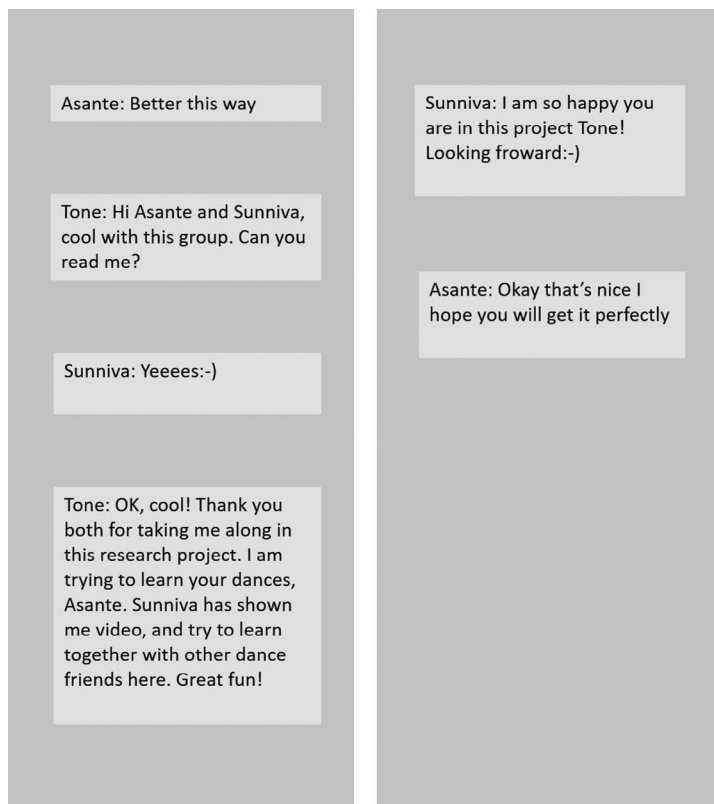 Asante: Better this way
Tone: Hi Asante and Sunniva,
cool with this group. Can you
read me?
Sunniva: Yeeees:-)
Tone: OK, cool! Thank you
both for taking me along in
this research project. I am
trying to learn your dances,
Asante. Sunniva has shown
me video, and try to learn
together with other dance
friends here. Great fun!
Sunniva: I am so happy you
are in this project Tone!
Looking froward:-)
Asante: Okay that’s nice I
hope you will get it perfectly